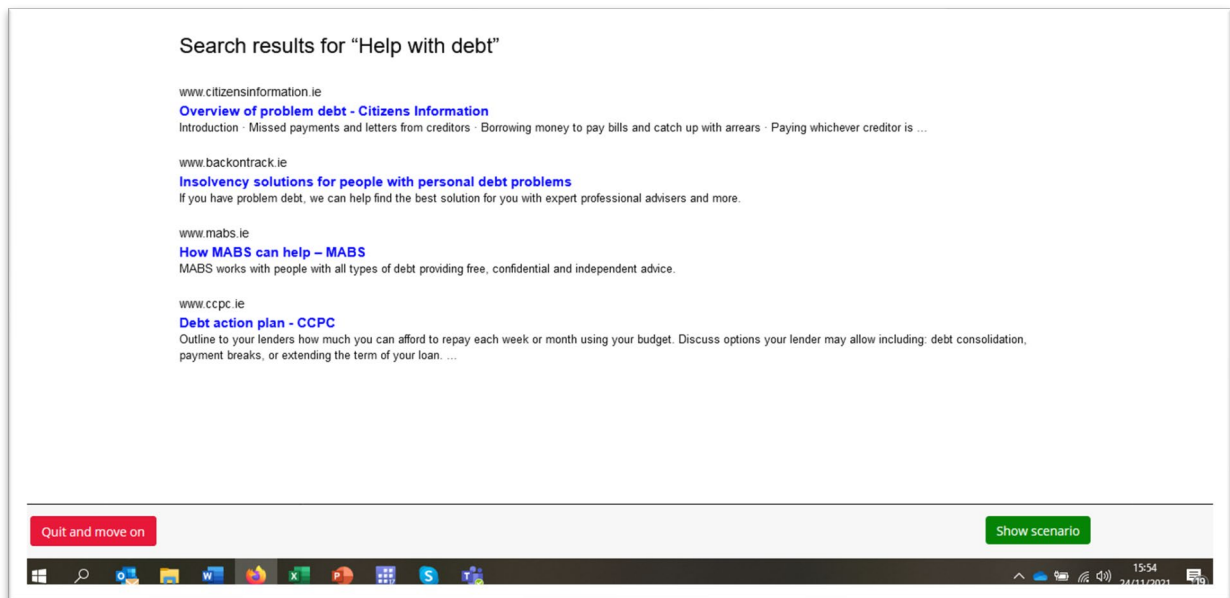 Search results for “Help with debt”
www.citizensinformation.ie
Overview of problem debt - Citizens Information
Introduction · Missed payments and letters from creditors · Borrowing money to pay bills and catch up with arrears · Paying whichever creditor is ...
www.backontrack.ie
Insolvency solutions for people with personal debt problems
If you have problem debt, we can help find the best solution for you with expert professional advisers and more.
www.mabs.ie
How MABS can help – MABS
MABS works with people with all types of debt providing free, confidential and independent advice.
www.ccpc.ie
Debt action plan - CCPC
Outline to your lenders how much you can afford to repay each week or month using your budget. Discuss options your lender may allow including: debt consolidation,
payment breaks, or extending the term of your loan. ...
Quit and move on
Show scenario
15:54
24/11/2021
19